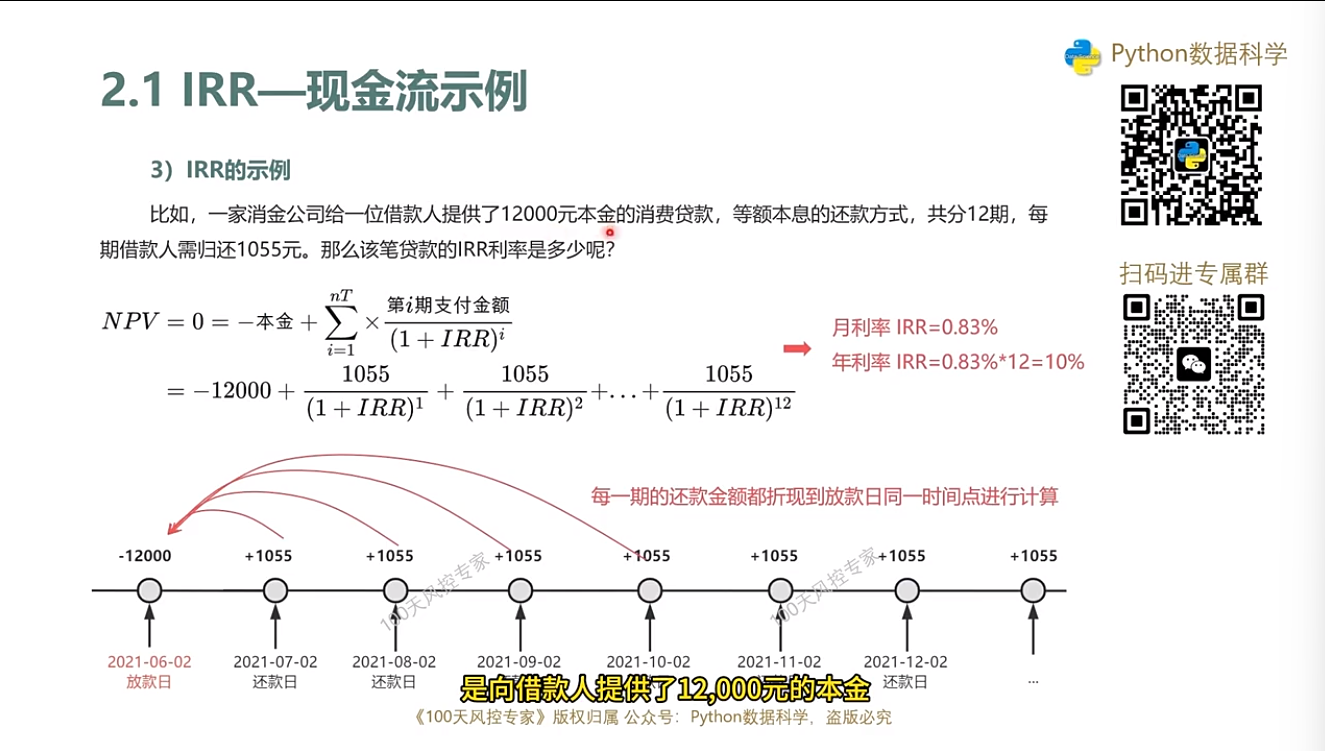 Python数据科学
2.1 IRR—现金流示例
3）IRR的示例
比如，一家消金公司给一位借款人提供了12000元本金的消费贷款，等额本息的还款方式，共分12期，每
期借款人需归还1055元。那么该笔贷款的IRR利率是多少呢？
扫码进专属群
NPV = 0 = −本金 + \sum_{i=1}^{nT} × \frac{第i期支付金额}{(1 + IRR)^i}
= −12000 + \frac{1055}{(1 + IRR)^1} + \frac{1055}{(1 + IRR)^2} +...+ \frac{1055}{(1 + IRR)^{12}}
月利率 IRR=0.83%
年利率 IRR=0.83%*12=10%
每一期的还款金额都折现到放款日同一时间点进行计算
-12000 +1055 +1055 +1055 +1055 +1055 +1055 +1055
100天风控专家 100天风控专家
2021-06-02 2021-07-02 2021-08-02 2021-09-02 2021-10-02 2021-11-02 2021-12-02
放款日 还款日 还款日 还款日 ...
是向借款人提供了12,000元的本金
《100天风控专家》版权归属 公众号：Python数据科学，盗版必究